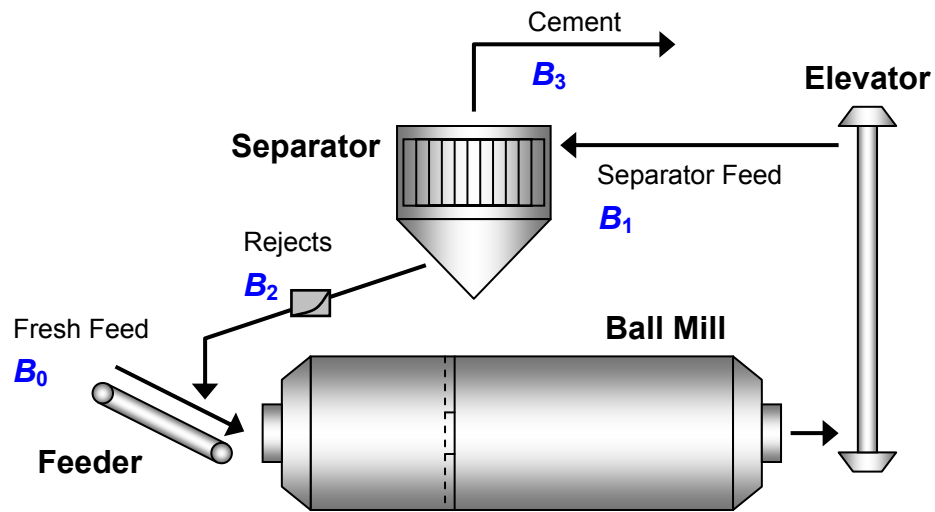 Cement
B₃
Elevator
Separator
Separator Feed
B₁
Rejects
B₂
Ball Mill
Fresh Feed
B₀
Feeder